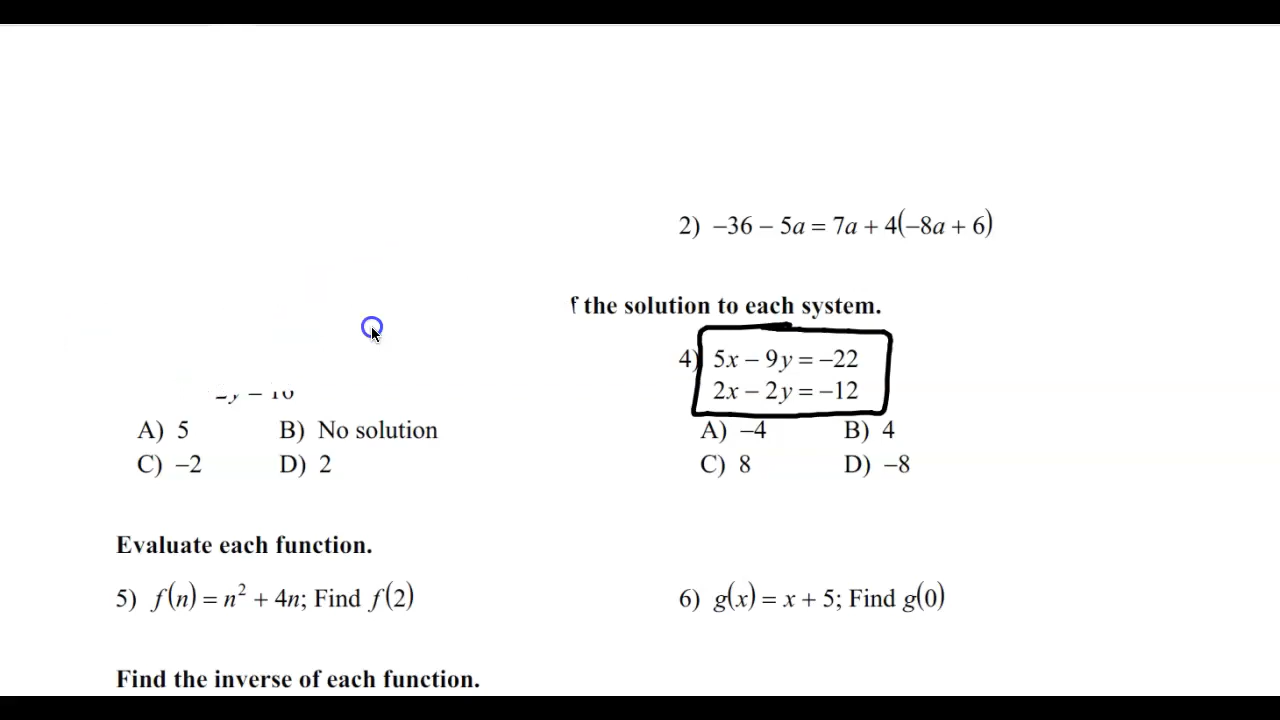 2) −36 − 5a = 7a + 4(−8a + 6)
the solution to each system.
4) 5x − 9y = −22
2x − 2y = −12
A) 5 B) No solution
C) −2 D) 2
A) −4 B) 4
C) 8 D) −8
Evaluate each function.
5) f(n) = n² + 4n; Find f(2)
6) g(x) = x + 5; Find g(0)
Find the inverse of each function.